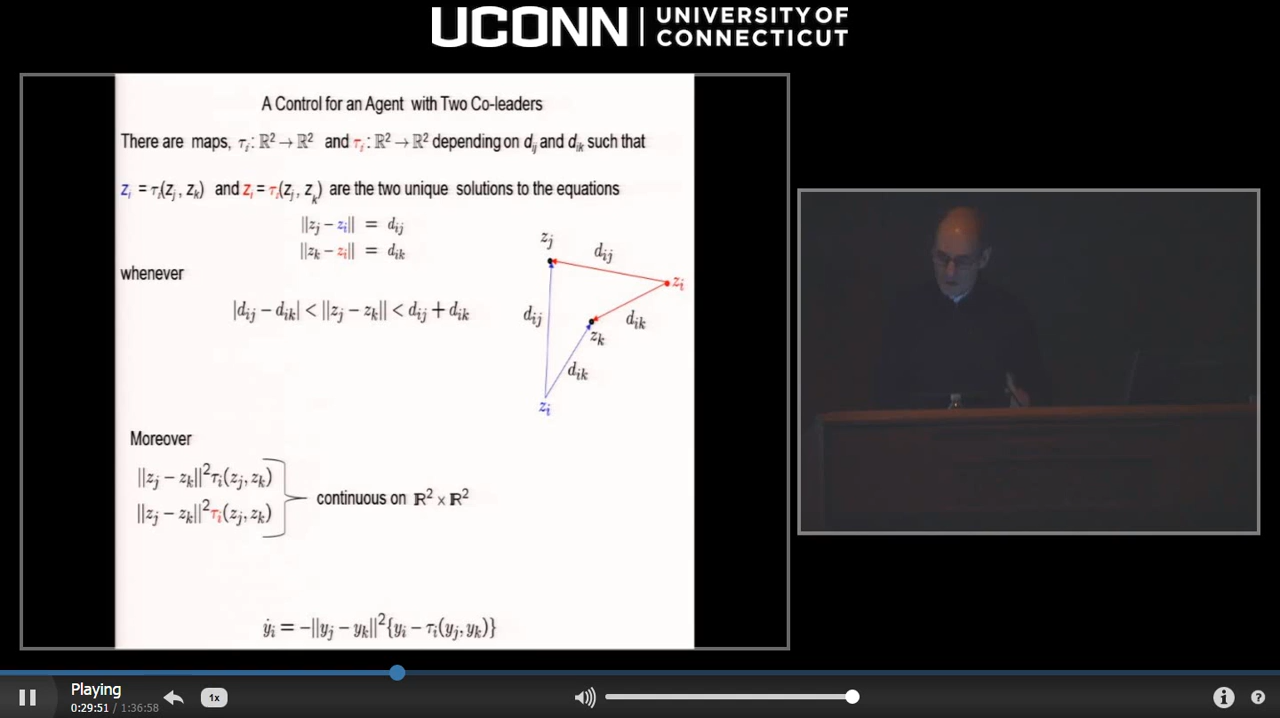 UCONN | UNIVERSITY OF CONNECTICUT
A Control for an Agent with Two Co-leaders
There are maps, τᵢ: ℝ² → ℝ² and τᵢ: ℝ² → ℝ² depending on dᵢⱼ and dᵢₖ such that
zᵢ = τᵢ(zⱼ, zₖ) and zᵢ = τᵢ(zⱼ, zₖ) are the two unique solutions to the equations
||zⱼ − zᵢ|| = dᵢⱼ
||zₖ − zᵢ|| = dᵢₖ
whenever
|dᵢⱼ − dᵢₖ| < ||zⱼ − zₖ|| < dᵢⱼ + dᵢₖ
zⱼ
dᵢⱼ
zᵢ
dᵢⱼ
dᵢₖ
zₖ
dᵢₖ
zᵢ
Moreover
||zⱼ − zₖ||²τᵢ(zⱼ, zₖ)
||zⱼ − zₖ||²τᵢ(zⱼ, zₖ)
continuous on ℝ² × ℝ²
ẏᵢ = −||yⱼ − yₖ||²{yᵢ − τᵢ(yⱼ, yₖ)}
Playing
0:29:51 / 1:36:58
1x
i
?